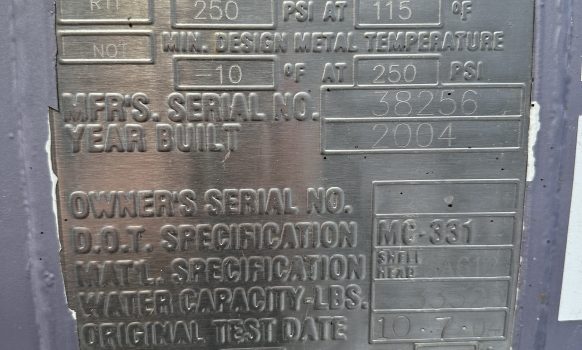 RT1 250 PSI AT 115 °F
NOT MIN. DESIGN METAL TEMPERATURE
-10 °F AT 250 PSI
MFR'S. SERIAL NO. 38256
YEAR BUILT 2004
OWNER'S SERIAL NO.
D.O.T. SPECIFICATION MC-331
MAT'L. SPECIFICATION SHELL HEAD
WATER CAPACITY-LBS.
ORIGINAL TEST DATE 10-7-04